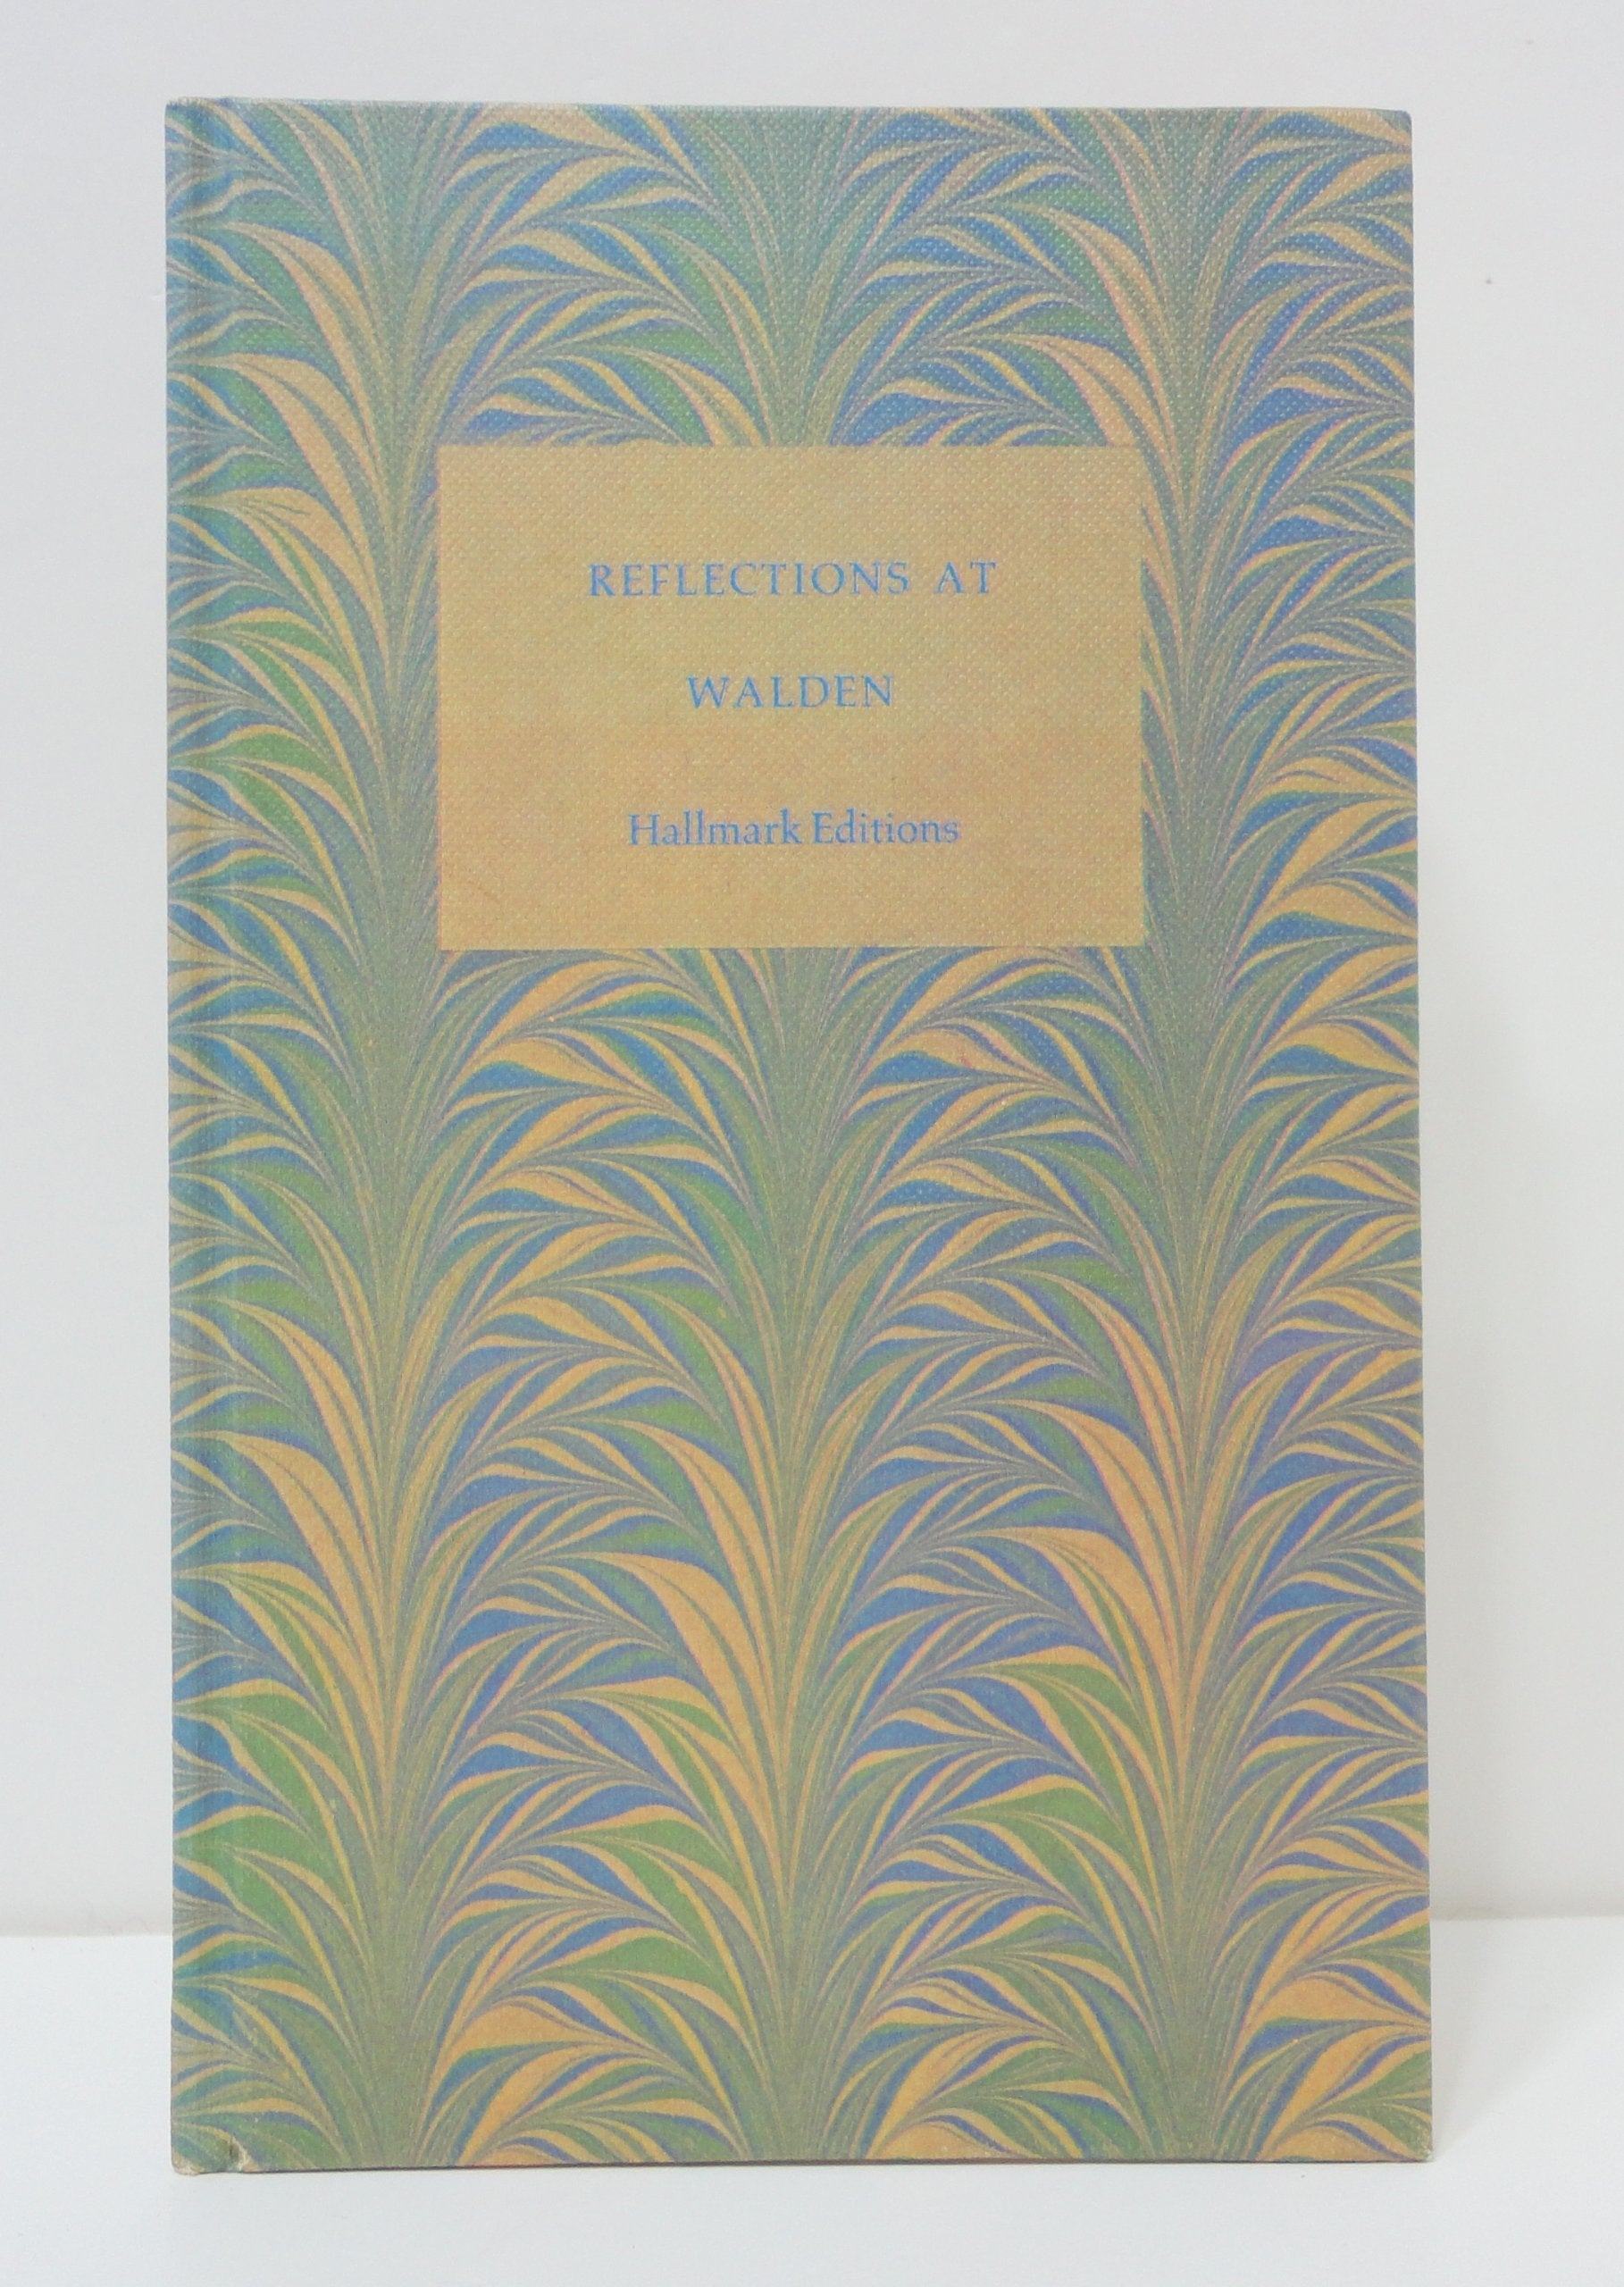 REFLECTIONS AT
WALDEN
Hallmark Editions